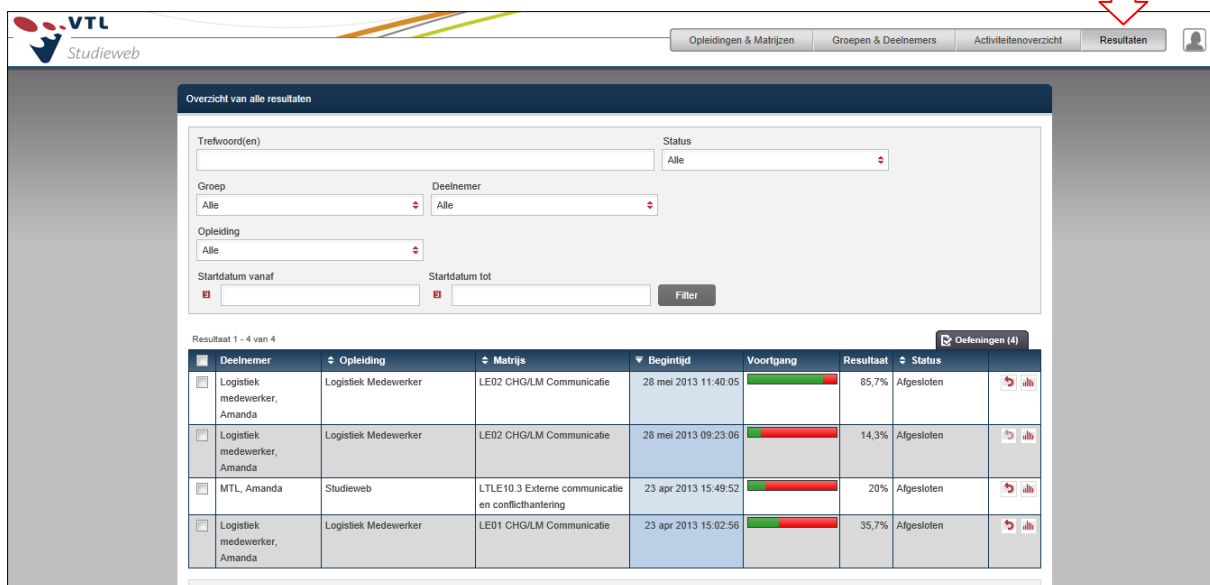 VTL
Studieweb
Opleidingen & Matrijzen Groepen & Deelnemers Activiteitenoverzicht Resultaten
Overzicht van alle resultaten
Trefwoord(en) Status
Alle
Groep Deelnemer
Alle Alle
Opleiding
Alle
Startdatum vanaf Startdatum tot
Filter
Resultaat 1 - 4 van 4 Oefeningen (4)
Deelnemer Opleiding Matrijs Begintijd Voortgang Resultaat Status
Logistiek Logistiek Medewerker LE02 CHG/LM Communicatie 28 mei 2013 11:40:05 85,7% Afgesloten
medewerker,
Amanda
Logistiek Logistiek Medewerker LE02 CHG/LM Communicatie 28 mei 2013 09:23:06 14,3% Afgesloten
medewerker,
Amanda
MTL, Amanda Studieweb LTLE10.3 Externe communicatie 23 apr 2013 15:49:52 20% Afgesloten
en conflicthantering
Logistiek Logistiek Medewerker LE01 CHG/LM Communicatie 23 apr 2013 15:02:56 35,7% Afgesloten
medewerker,
Amanda